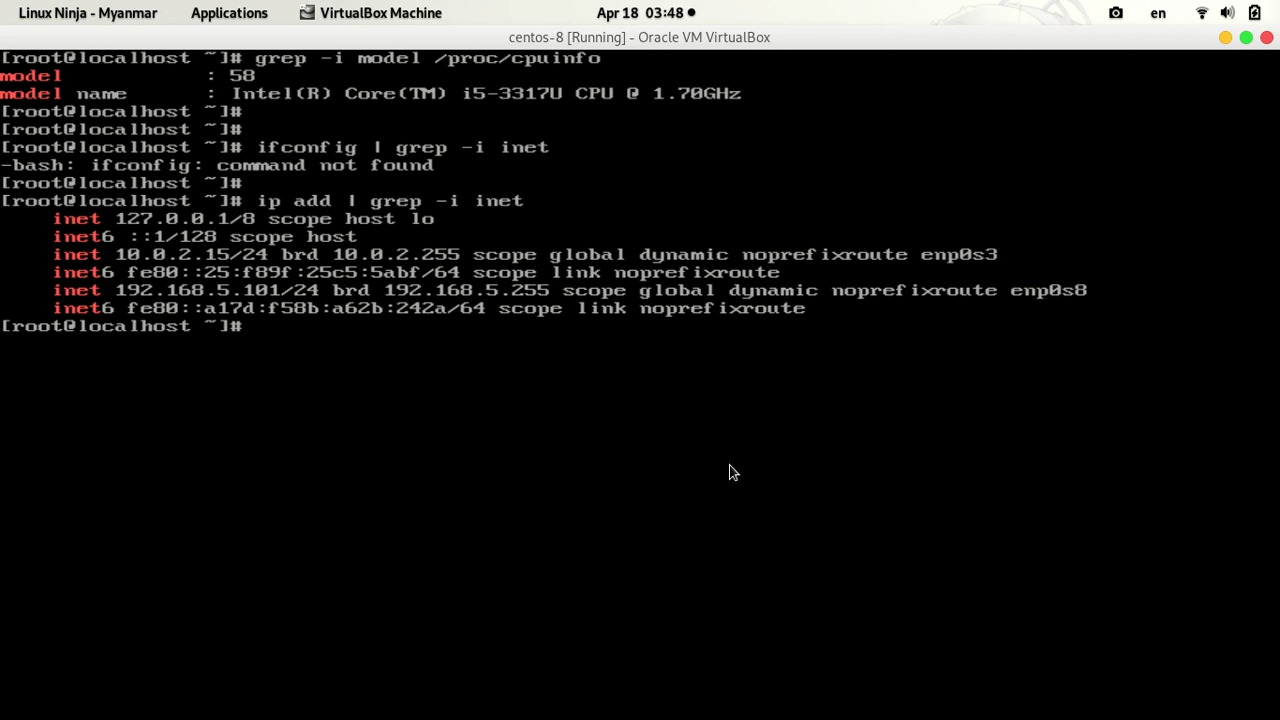 Linux Ninja - Myanmar Applications VirtualBox Machine Apr 18 03:48 en
centos-8 [Running] - Oracle VM VirtualBox
[root@localhost ~]# grep -i model /proc/cpuinfo
model : 58
model name : Intel(R) Core(TM) i5-3317U CPU @ 1.70GHz
[root@localhost ~]#
[root@localhost ~]#
[root@localhost ~]# ifconfig | grep -i inet
-bash: ifconfig: command not found
[root@localhost ~]#
[root@localhost ~]# ip add | grep -i inet
inet 127.0.0.1/8 scope host lo
inet6 ::1/128 scope host
inet 10.0.2.15/24 brd 10.0.2.255 scope global dynamic noprefixroute enp0s3
inet6 fe80::25:f89f:25c5:5abf/64 scope link noprefixroute
inet 192.168.5.101/24 brd 192.168.5.255 scope global dynamic noprefixroute enp0s8
inet6 fe80::a17d:f58b:a62b:242a/64 scope link noprefixroute
[root@localhost ~]#